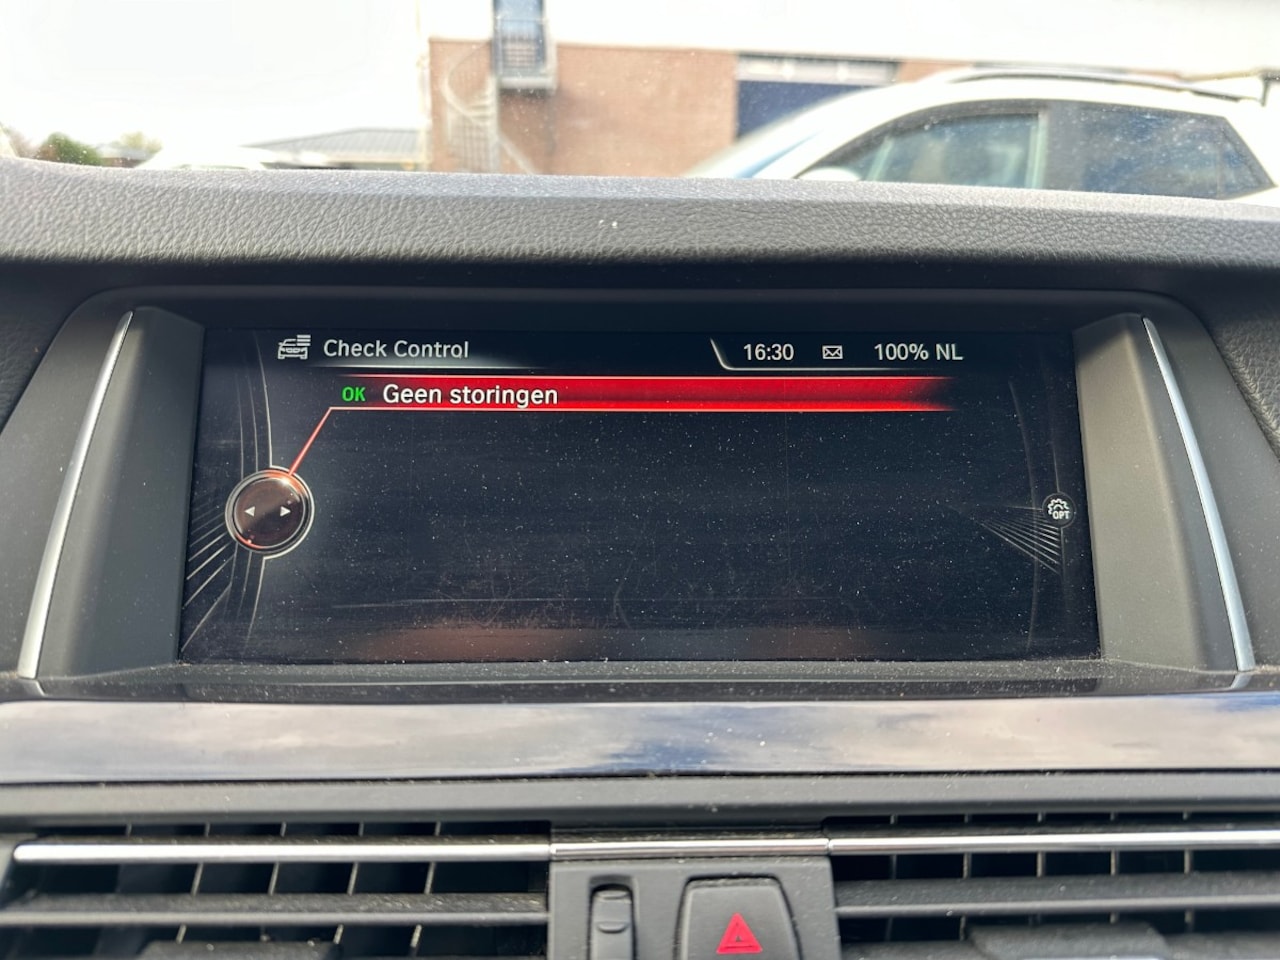 Check Control 16:30 100% NL
OK Geen storingen
OPT